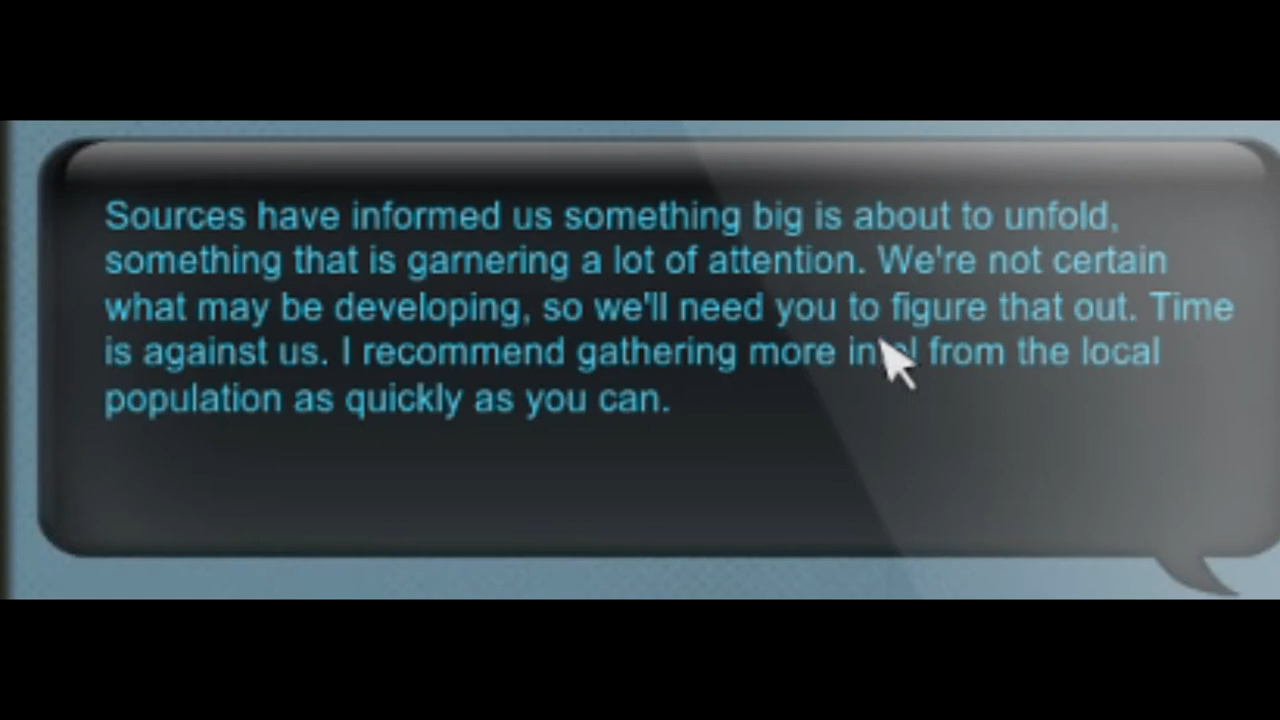 Sources have informed us something big is about to unfold,
something that is garnering a lot of attention. We're not certain
what may be developing, so we'll need you to figure that out. Time
is against us. I recommend gathering more intel from the local
population as quickly as you can.